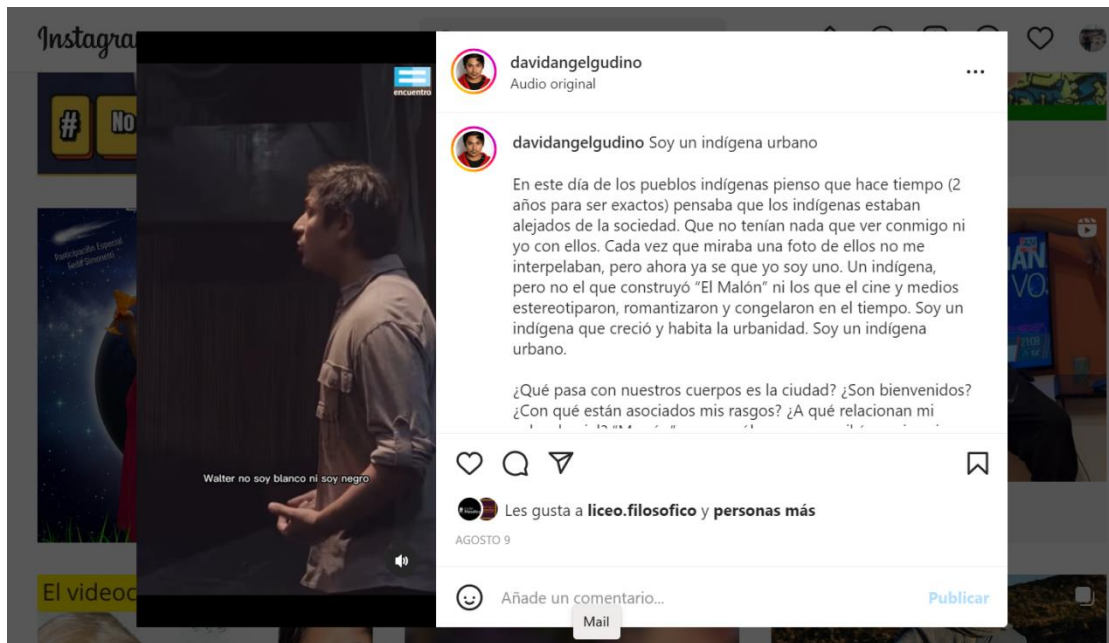 Instagra
encuentro
# No
Participación Especial
davidangelgudino
Audio original
davidangelgudino Soy un indígena urbano
En este día de los pueblos indígenas pienso que hace tiempo (2
años para ser exactos) pensaba que los indígenas estaban
alejados de la sociedad. Que no tenían nada que ver conmigo ni
yo con ellos. Cada vez que miraba una foto de ellos no me
interpelaban, pero ahora ya se que yo soy uno. Un indígena,
pero no el que construyó “El Malón” ni los que el cine y medios
estereotiparon, romantizaron y congelaron en el tiempo. Soy un
indígena que creció y habita la urbanidad. Soy un indígena
urbano.
¿Qué pasa con nuestros cuerpos es la ciudad? ¿Son bienvenidos?
¿Con qué están asociados mis rasgos? ¿A qué relacionan mi
Walter no soy blanco ni soy negro
Les gusta a liceo.filosofico y personas más
AGOSTO 9
Añade un comentario...
Publicar
Mail
El videoc
AN
VO.